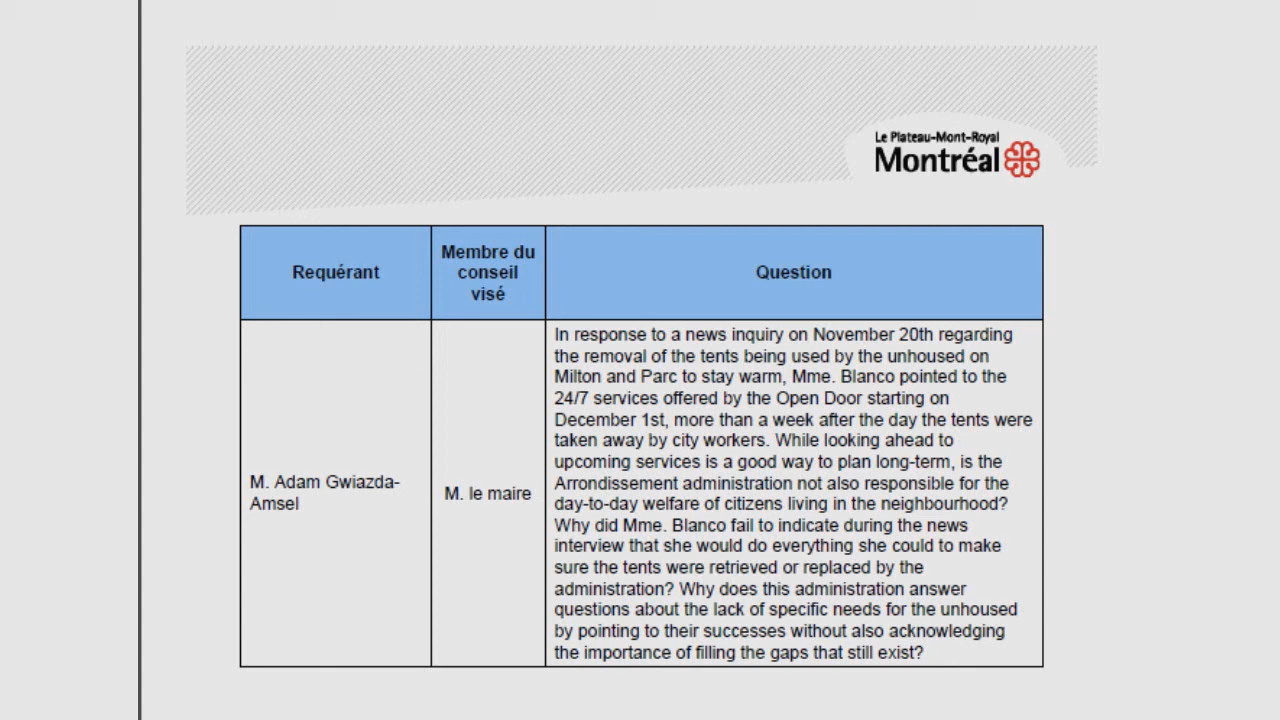 Le Plateau-Mont-Royal
Montréal
Requérant
Membre du
conseil
visé
Question
M. Adam Gwiazda-
Amsel
M. le maire
In response to a news inquiry on November 20th regarding
the removal of the tents being used by the unhoused on
Milton and Parc to stay warm, Mme. Blanco pointed to the
24/7 services offered by the Open Door starting on
December 1st, more than a week after the day the tents were
taken away by city workers. While looking ahead to
upcoming services is a good way to plan long-term, is the
Arrondissement administration not also responsible for the
day-to-day welfare of citizens living in the neighbourhood?
Why did Mme. Blanco fail to indicate during the news
interview that she would do everything she could to make
sure the tents were retrieved or replaced by the
administration? Why does this administration answer
questions about the lack of specific needs for the unhoused
by pointing to their successes without also acknowledging
the importance of filling the gaps that still exist?